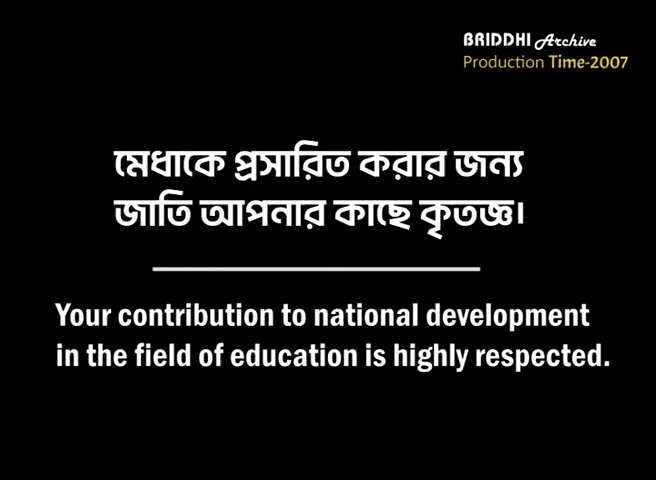 BRIDDHI Archive
Production Time-2007
মেধাকে প্রসারিত করার জন্য
জাতি আপনার কাছে কৃতজ্ঞ।
Your contribution to national development
in the field of education is highly respected.